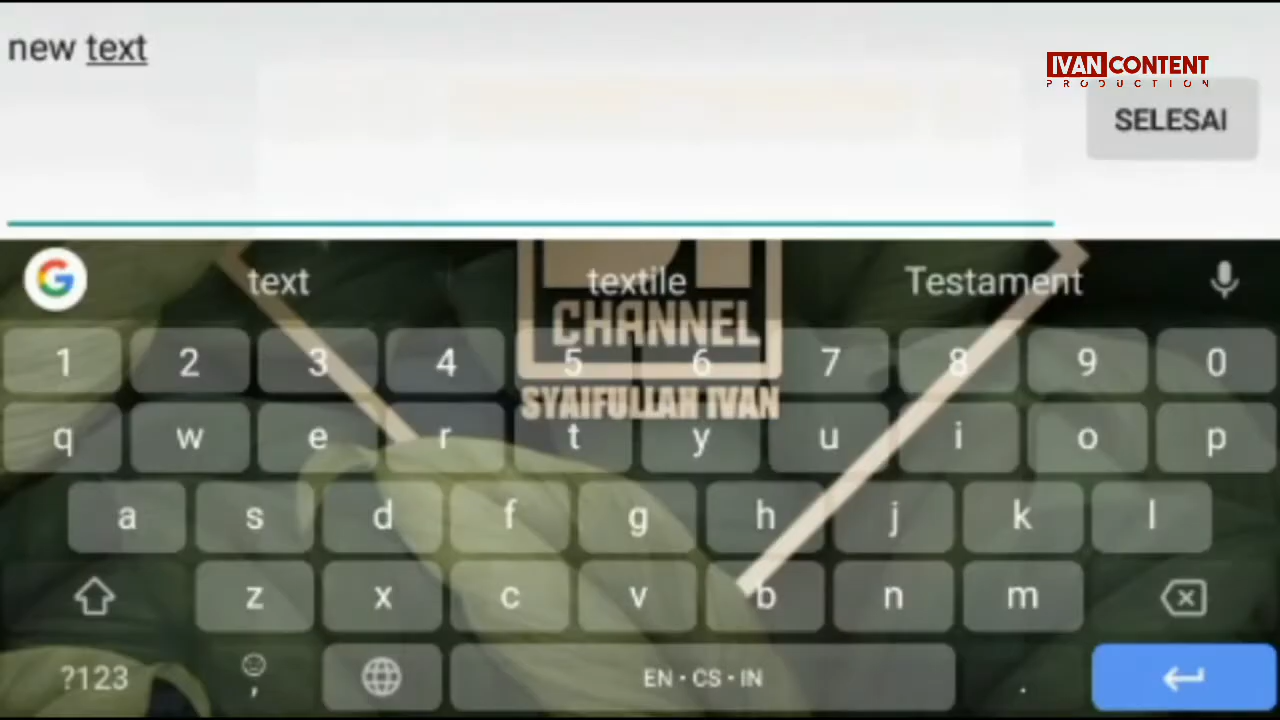 new text
IVAN CONTENT
PRODUCTION
SELESAI
text textile Testament
CHANNEL
SYAIFULLAH IVAN
1 2 3 4 5 6 7 8 9 0
q w e r t y u i o p
a s d f g h j k l
z x c v b n m
?123 , EN • CS • IN .